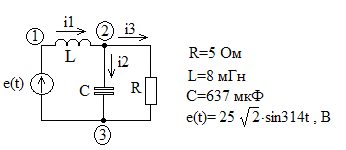 i1
i3
1
2
L
i2
e(t)
C
R
3
R=5 Ом
L=8 мГн
C=637 мкФ
e(t)= 25 √2·sin314t , В